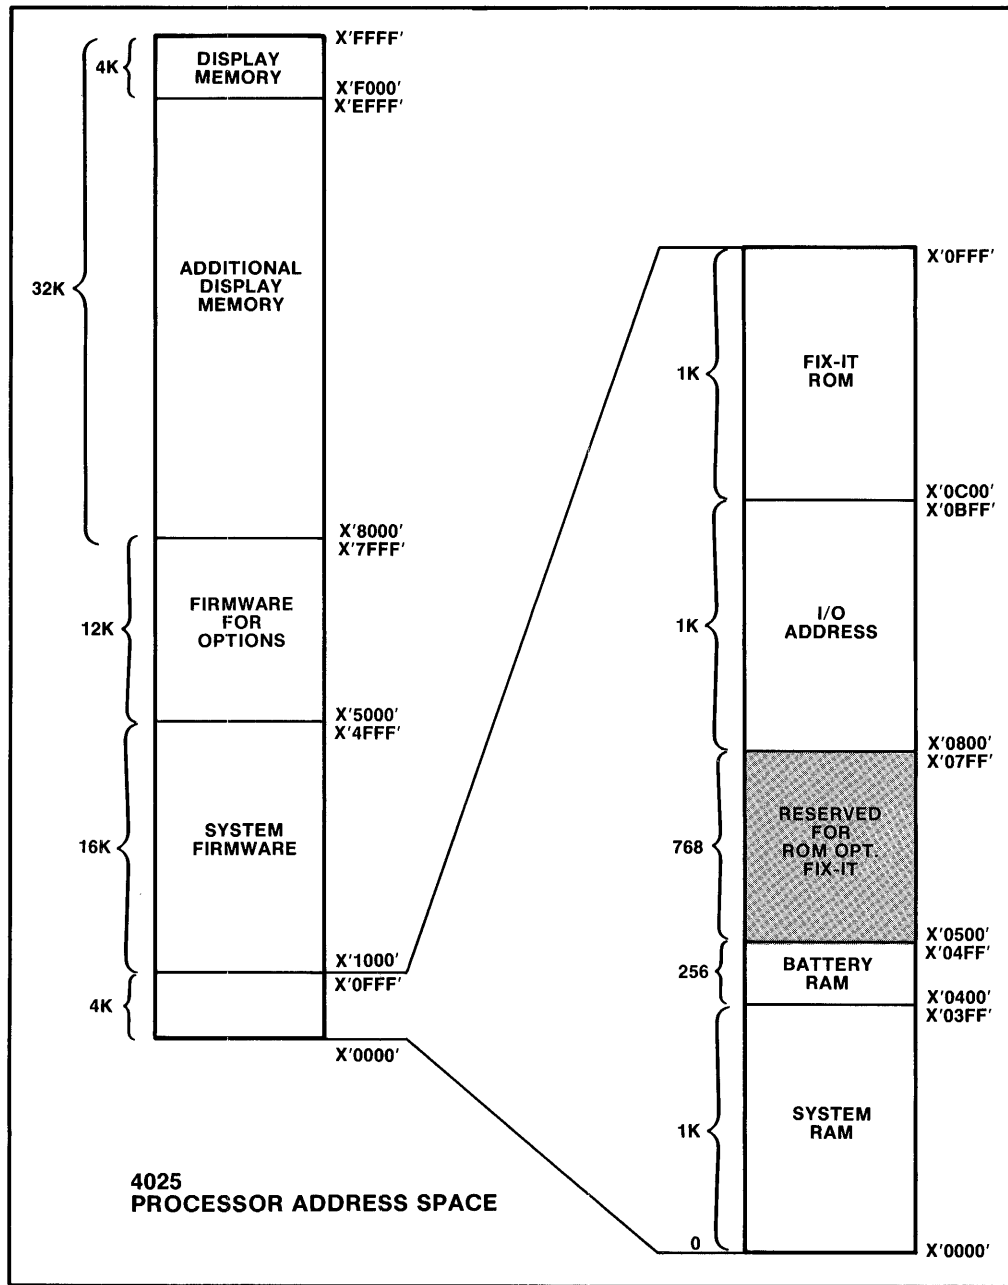 X'FFFF'
4K
DISPLAY
MEMORY
X'F000'
X'EFFF'
32K
ADDITIONAL
DISPLAY
MEMORY
X'8000'
X'7FFF'
12K
FIRMWARE
FOR
OPTIONS
X'5000'
X'4FFF'
16K
SYSTEM
FIRMWARE
X'1000'
X'0FFF'
4K
X'0000'
X'0FFF'
1K
FIX-IT
ROM
X'0C00'
X'0BFF'
1K
I/O
ADDRESS
X'0800'
X'07FF'
768
RESERVED
FOR
ROM OPT.
FIX-IT
X'0500'
X'04FF'
256
BATTERY
RAM
X'0400'
X'03FF'
1K
SYSTEM
RAM
0
X'0000'
4025
PROCESSOR ADDRESS SPACE